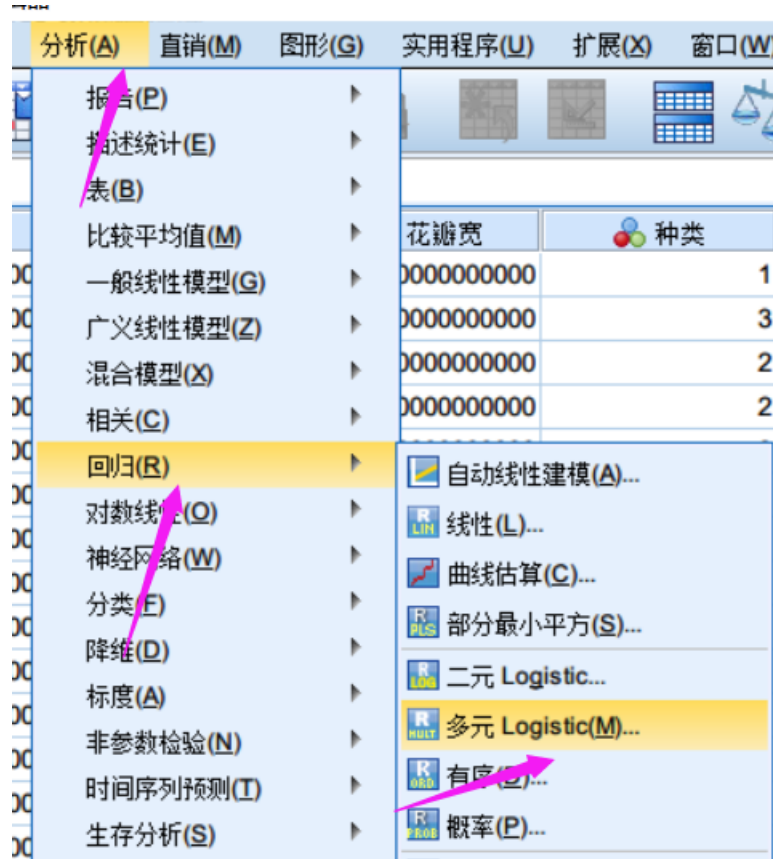 分析(A) 直销(M) 图形(G) 实用程序(U) 扩展(X) 窗口(W)
报告(P)
描述统计(E)
表(B)
比较平均值(M)
花瓣宽 种类
一般线性模型(G)
0000000000 1
广义线性模型(Z)
0000000000 3
混合模型(X)
0000000000 2
相关(C)
0000000000 2
回归(R)
自动线性建模(A)...
对数线性(O)
线性(L)...
神经网络(W)
曲线估算(C)...
分类(F)
部分最小平方(S)...
降维(D)
二元 Logistic...
标度(A)
多元 Logistic(M)...
非参数检验(N)
有序(D)...
时间序列预测(T)
概率(P)...
生存分析(S)